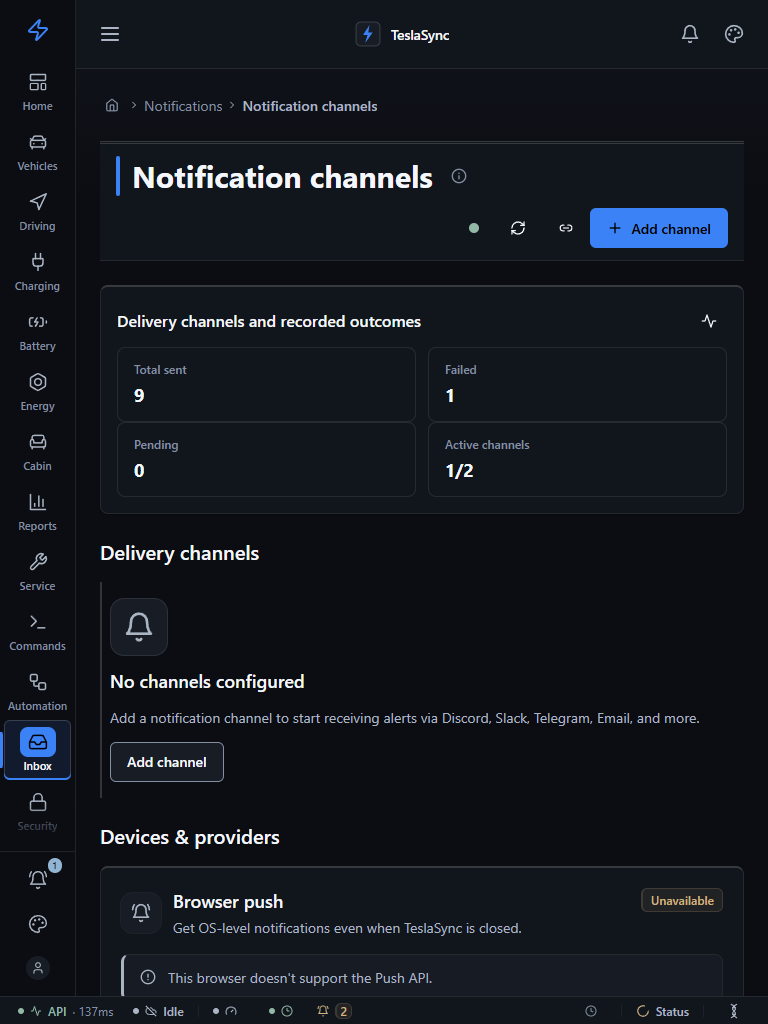 TeslaSync
Home
Vehicles
Driving
Charging
Battery
Energy
Cabin
Reports
Service
Commands
Automation
Inbox
Security
1
Notifications
Notification channels
Notification channels
Add channel
Delivery channels and recorded outcomes
Total sent
9
Failed
1
Pending
0
Active channels
1/2
Delivery channels
No channels configured
Add a notification channel to start receiving alerts via Discord, Slack, Telegram, Email, and more.
Add channel
Devices & providers
Browser push
Unavailable
Get OS-level notifications even when TeslaSync is closed.
This browser doesn't support the Push API.
API · 137ms
Idle
2
Status